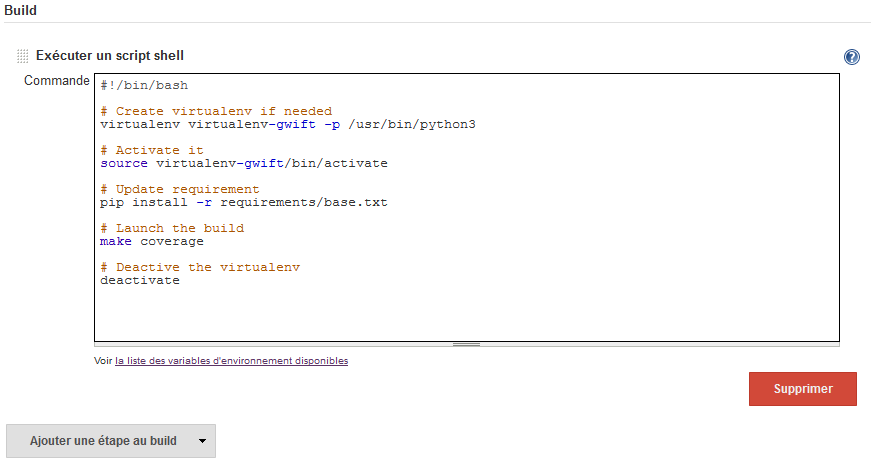 Build
Exécuter un script shell
Commande
#!/bin/bash
# Create virtualenv if needed
virtualenv virtualenv-gwift -p /usr/bin/python3
# Activate it
source virtualenv-gwift/bin/activate
# Update requirement
pip install -r requirements/base.txt
# Launch the build
make coverage
# Deactive the virtualenv
deactivate
Voir la liste des variables d'environnement disponibles
Supprimer
Ajouter une étape au build